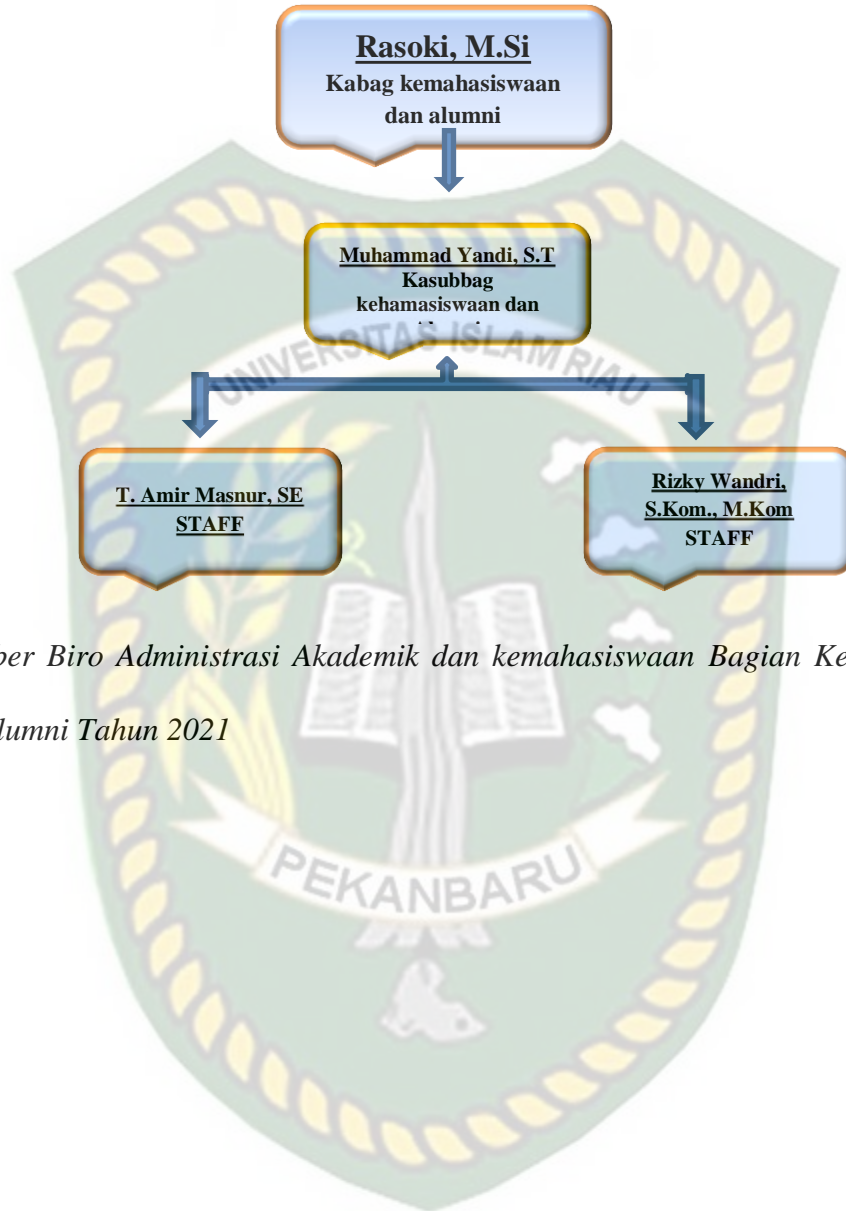 Rasoki, M.Si
Kabag kemahasiswaan
dan alumni
Muhammad Yandi, S.T
Kasubbag
kehamasiswaan dan
UNIVERSITAS ISLAM RIAU
T. Amir Masnur, SE
STAFF
Rizky Wandri,
S.Kom., M.Kom
STAFF
ber Biro Administrasi Akademik dan kemahasiswaan Bagian Ke
lumni Tahun 2021
PEKANBARU